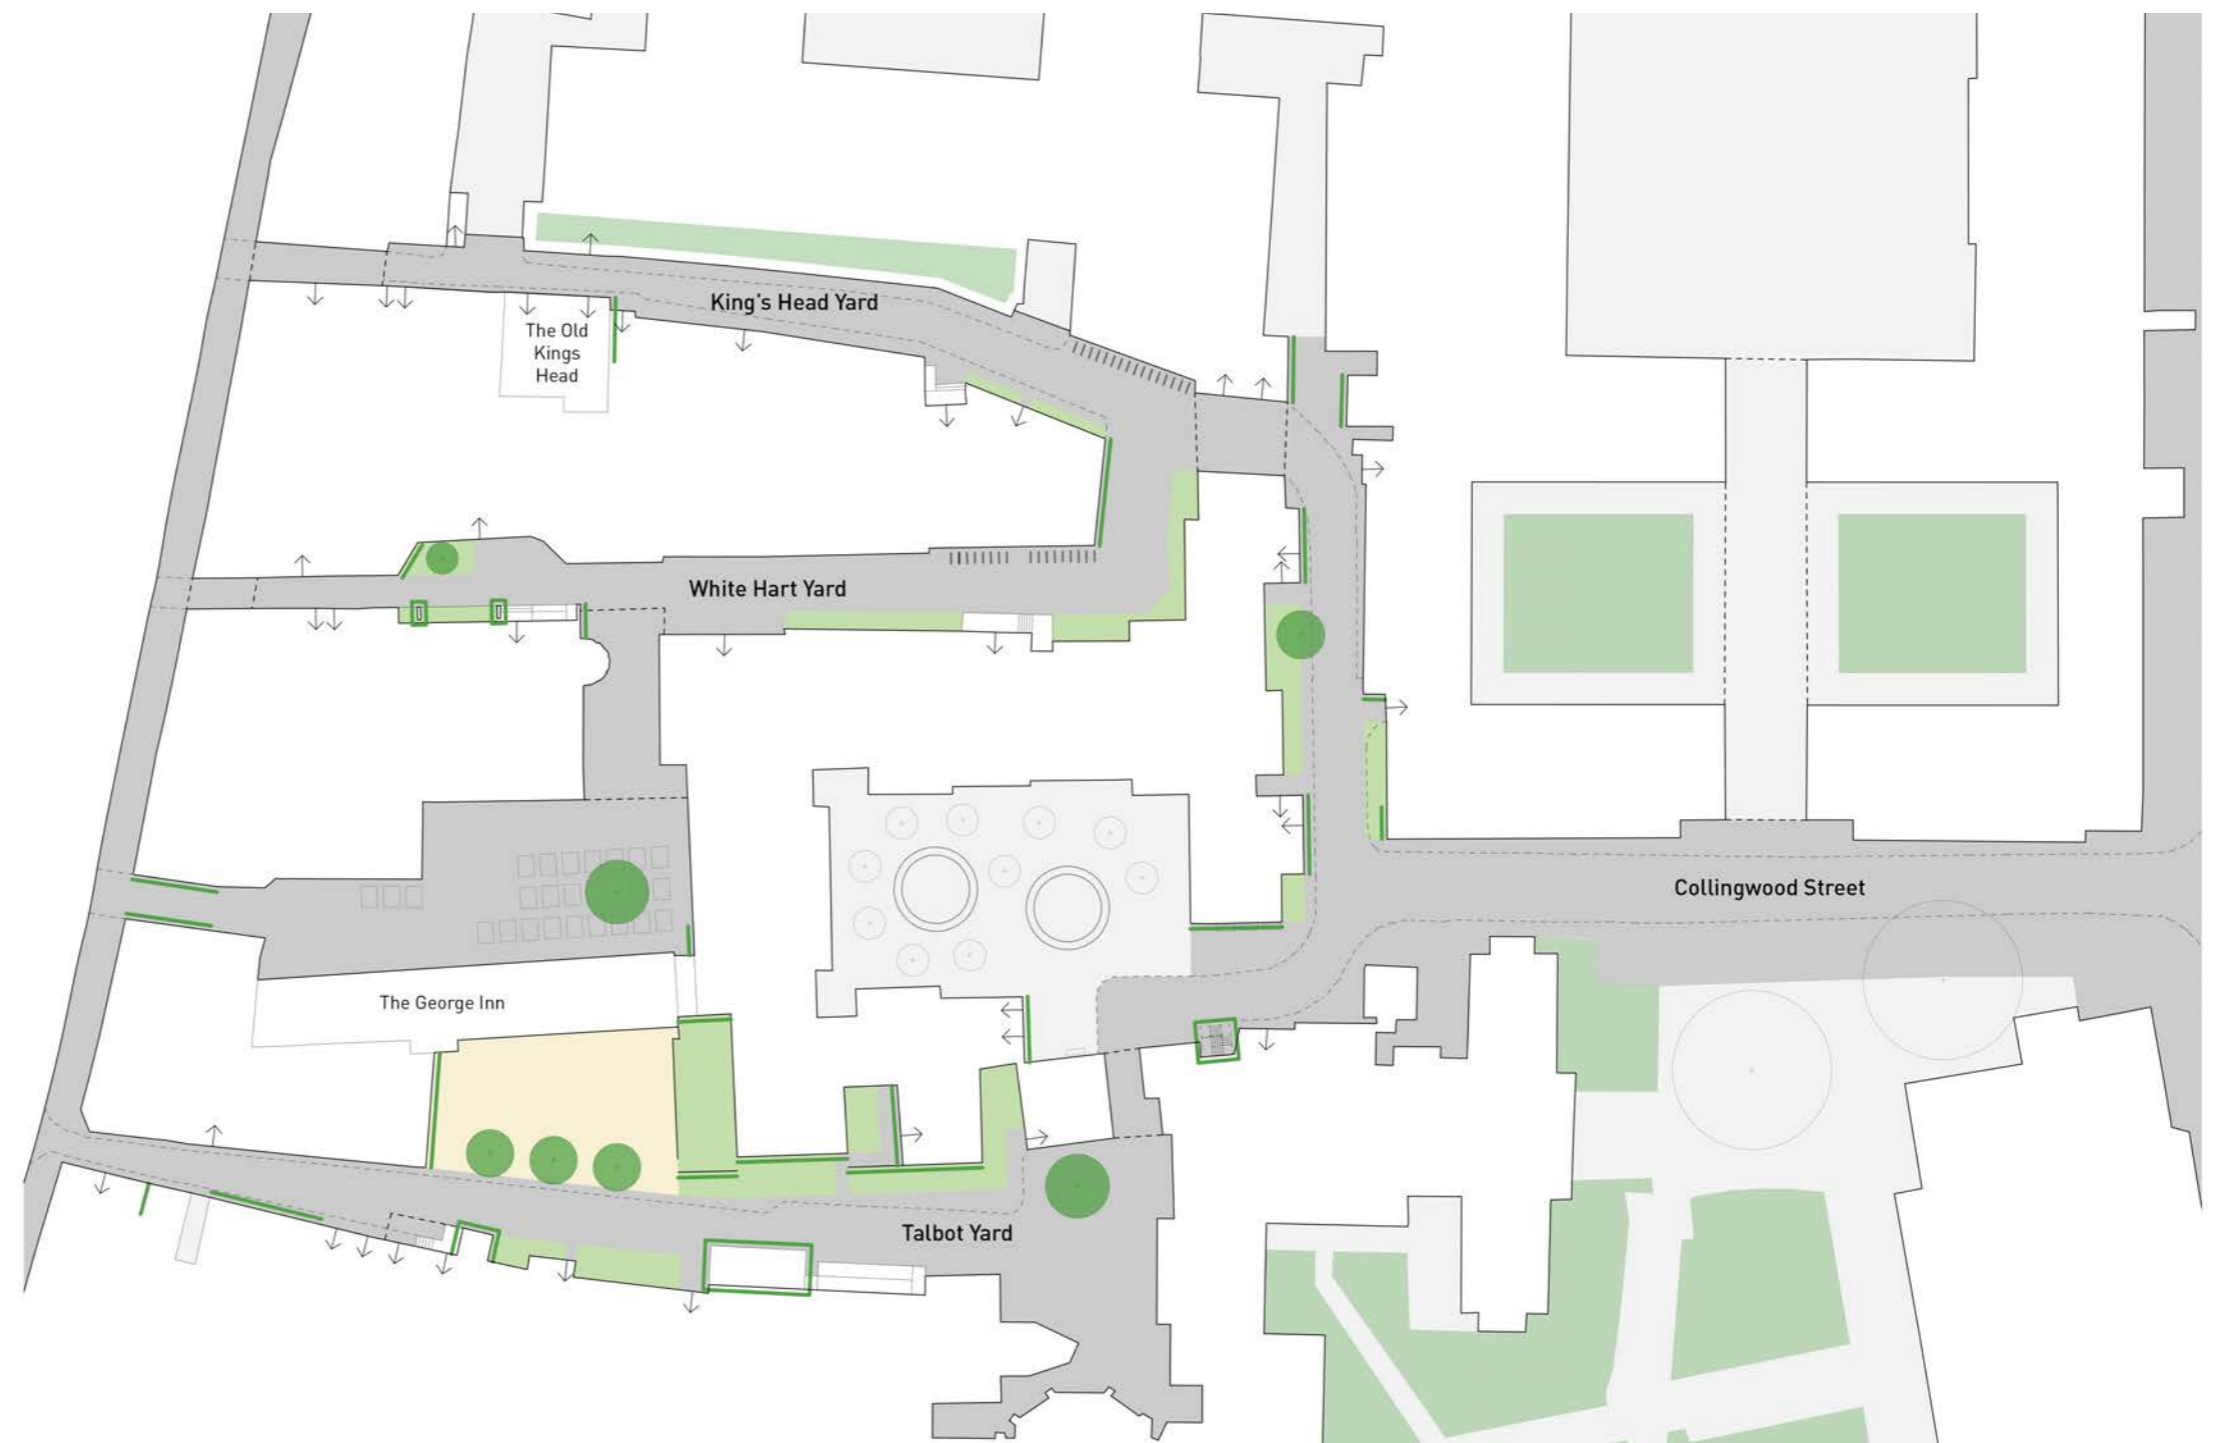 King's Head Yard
The Old
Kings
Head
White Hart Yard
Collingwood Street
The George Inn
Talbot Yard